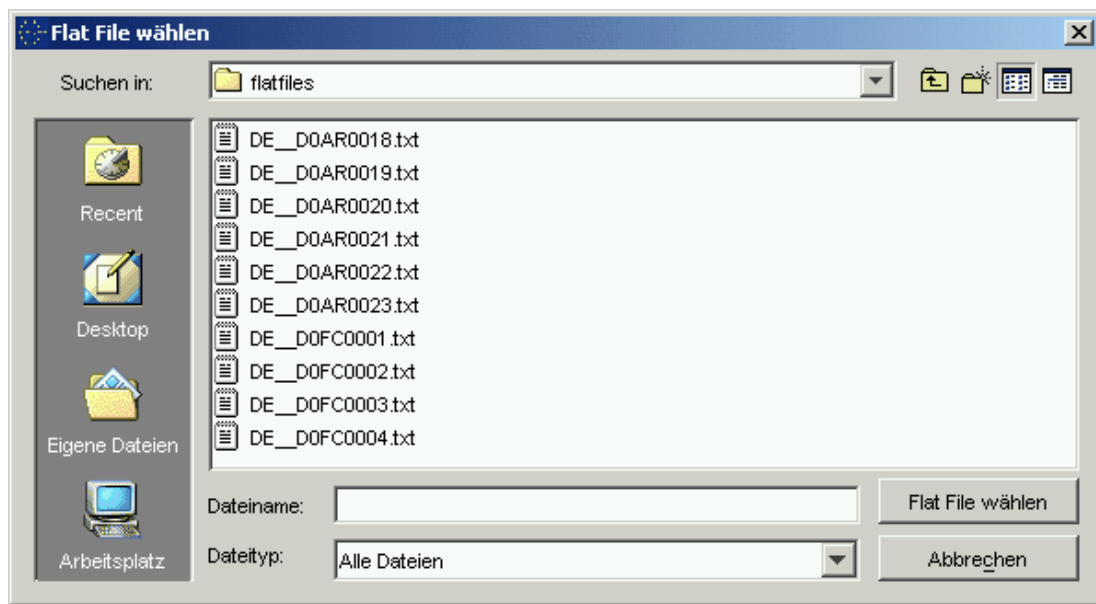 Flat File wählen
Suchen in: flatfiles
DE__D0AR0018.txt
DE__D0AR0019.txt
DE__D0AR0020.txt
DE__D0AR0021.txt
DE__D0AR0022.txt
DE__D0AR0023.txt
DE__D0FC0001.txt
DE__D0FC0002.txt
DE__D0FC0003.txt
DE__D0FC0004.txt
Recent
Desktop
Eigene Dateien
Arbeitsplatz
Dateiname: Flat File wählen
Dateityp: Alle Dateien Abbrechen